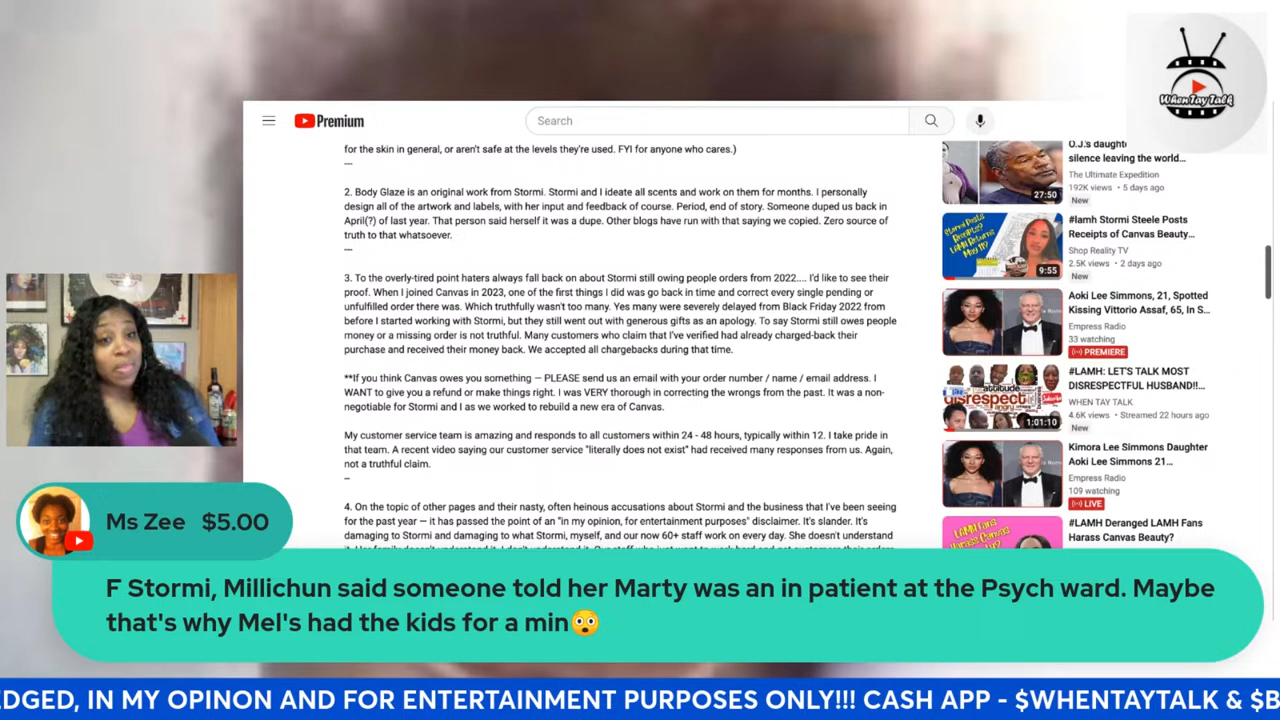 WhenTayTalk
Premium
Search
for the skin in general, or aren't safe at the levels they're used. FYI for anyone who cares.)
---
2. Body Glaze is an original work from Stormi. Stormi and I ideate all scents and work on them for months. I personally
design all of the artwork and labels, with her input and feedback of course. Period, end of story. Someone duped us back in
April(?) of last year. That person said herself it was a dupe. Other blogs have run with that saying we copied. Zero source of
truth to that whatsoever.
---
3. To the overly-tired point haters always fall back on about Stormi still owing people orders from 2022.... I'd like to see their
proof. When I joined Canvas in 2023, one of the first things I did was go back in time and correct every single pending or
unfulfilled order there was. Which truthfully wasn't too many. Yes many were severely delayed from Black Friday 2022 from
before I started working with Stormi, but they still went out with generous gifts as an apology. To say Stormi still owes people
money or a missing order is not truthful. Many customers who claim that I've verified had already charged-back their
purchase and received their money back. We accepted all chargebacks during that time.
**If you think Canvas owes you something — PLEASE send us an email with your order number / name / email address. I
WANT to give you a refund or make things right. I was VERY thorough in correcting the wrongs from the past. It was a non-
negotiable for Stormi and I as we worked to rebuild a new era of Canvas.
My customer service team is amazing and responds to all customers within 24 - 48 hours, typically within 12. I take pride in
that team. A recent video saying our customer service "literally does not exist" had received many responses from us. Again,
not a truthful claim.
--
4. On the topic of other pages and their nasty, often heinous accusations about Stormi and the business that I've been seeing
for the past year — it has passed the point of an "in my opinion, for entertainment purposes" disclaimer. It's slander. It's
damaging to Stormi and damaging to what Stormi, myself, and our now 60+ staff work on every day. She doesn't understand
O.J.'s daught
silence leaving the world...
The Ultimate Expedition
192K views • 5 days ago
New
27:50
#lamh Stormi Steele Posts
Receipts of Canvas Beauty...
Shop Reality TV
2.5K views • 2 days ago
New
9:55
Aoki Lee Simmons, 21, Spotted
Kissing Vittorio Assaf, 65, In S...
Empress Radio
33 watching
PREMIERE
#LAMH: LET'S TALK MOST
DISRESPECTFUL HUSBAND!!...
WHEN TAY TALK
4.6K views • Streamed 22 hours ago
New
attitude
disrespect
1:01:10
Kimora Lee Simmons Daughter
Aoki Lee Simmons 21...
Empress Radio
109 watching
LIVE
#LAMH Deranged LAMH Fans
Harass Canvas Beauty?
LAMH FANS
Ms Zee $5.00
F Stormi, Millichun said someone told her Marty was an in patient at the Psych ward. Maybe
that's why Mel's had the kids for a min😳
EDGED, IN MY OPINON AND FOR ENTERTAINMENT PURPOSES ONLY!!! CASH APP - $WHENTAYTALK & $B